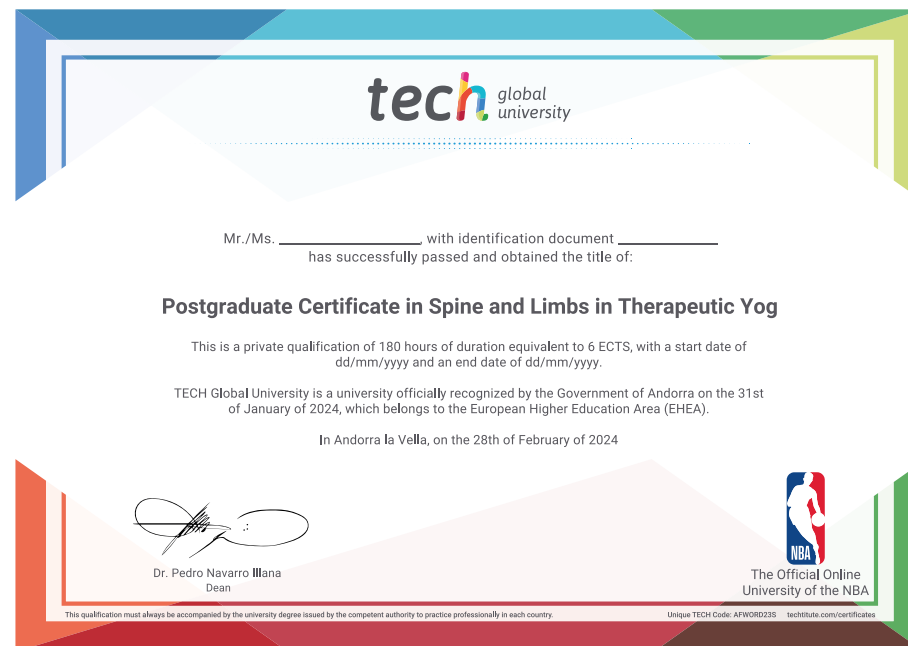 tech global university
Mr./Ms. ____________________, with identification document ______________
has successfully passed and obtained the title of:
Postgraduate Certificate in Spine and Limbs in Therapeutic Yog
This is a private qualification of 180 hours of duration equivalent to 6 ECTS, with a start date of
dd/mm/yyyy and an end date of dd/mm/yyyy.
TECH Global University is a university officially recognized by the Government of Andorra on the 31st
of January of 2024, which belongs to the European Higher Education Area (EHEA).
In Andorra la Vella, on the 28th of February of 2024
Dr. Pedro Navarro Illana
Dean
NBA
The Official Online
University of the NBA
This qualification must always be accompanied by the university degree issued by the competent authority to practice professionally in each country.
Unique TECH Code: AFWORD23S techtitute.com/certificates